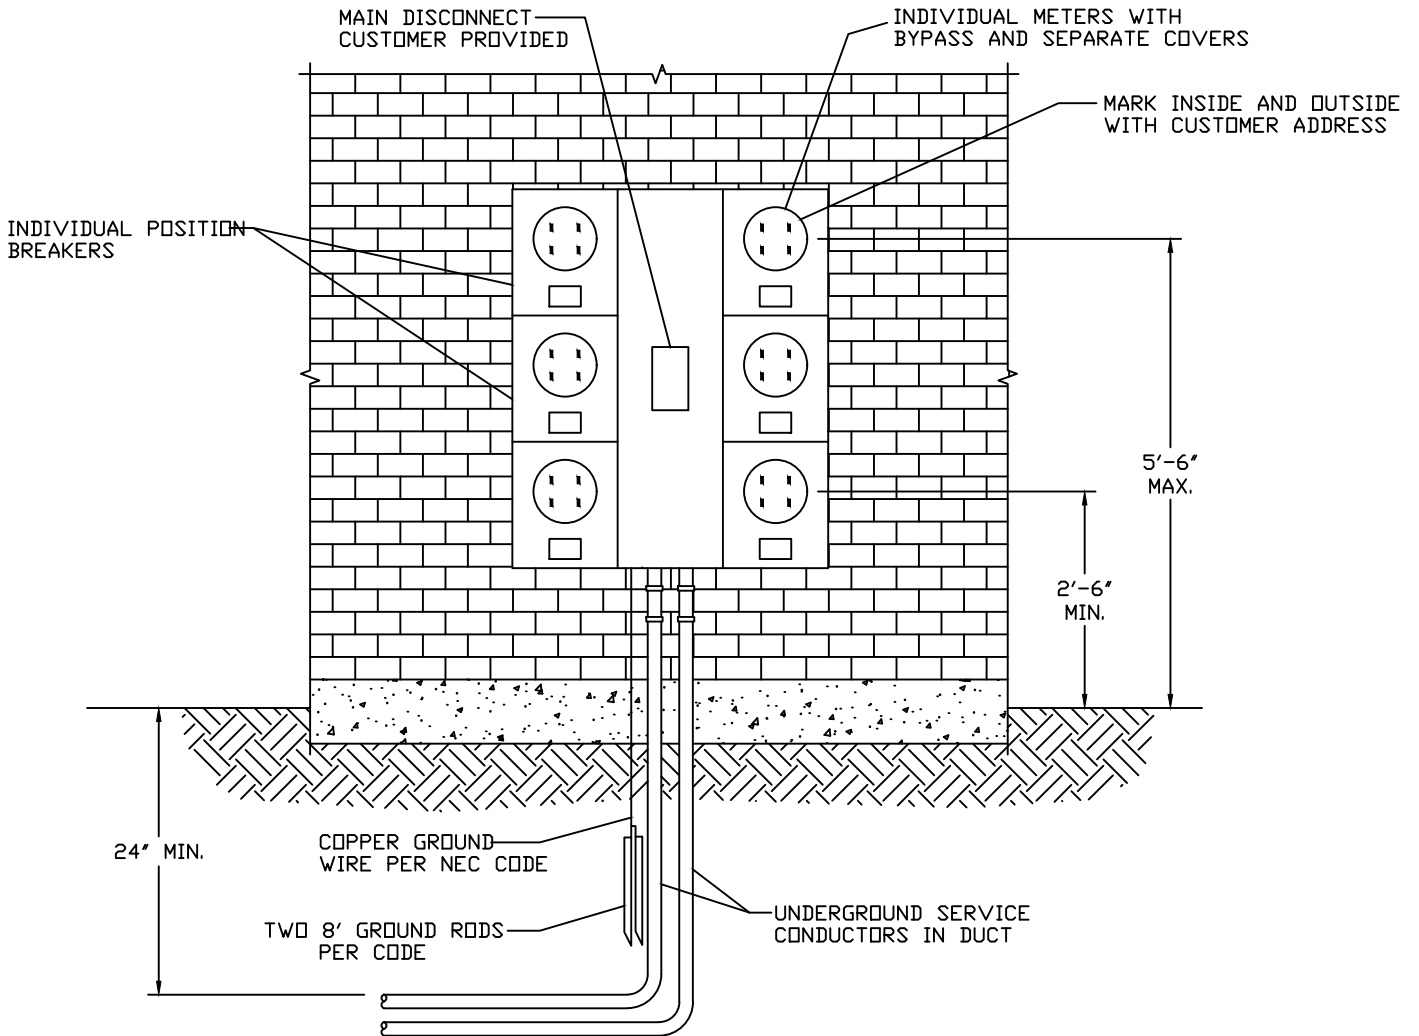 MAIN DISCONNECT
CUSTOMER PROVIDED
INDIVIDUAL METERS WITH
BYPASS AND SEPARATE COVERS
MARK INSIDE AND OUTSIDE
WITH CUSTOMER ADDRESS
INDIVIDUAL POSITION
BREAKERS
5'-6"
MAX.
2'-6"
MIN.
24" MIN.
COPPER GROUND
WIRE PER NEC CODE
TWO 8' GROUND RODS
PER CODE
UNDERGROUND SERVICE
CONDUCTORS IN DUCT